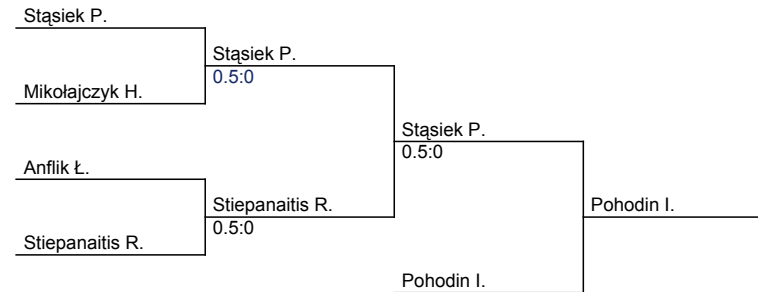 Stąsiek P.
Stąsiek P.
0.5:0
Mikołajczyk H.
Stąsiek P.
0.5:0
Anflik Ł.
Stiepanaitis R.
0.5:0
Pohodin I.
Stiepanaitis R.
Pohodin I.